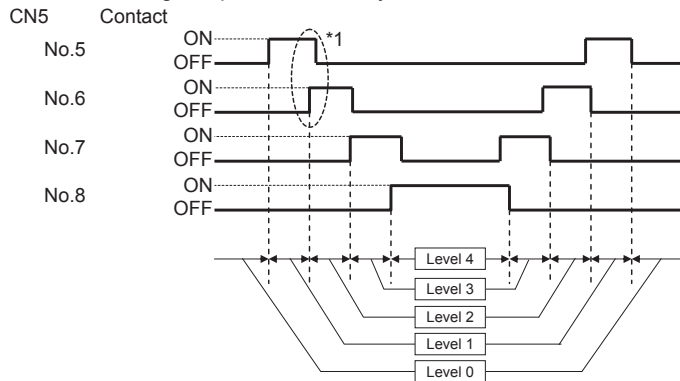 CN5 Contact
No.5 ON OFF *1
No.6 ON OFF
No.7 ON OFF
No.8 ON OFF
Level 4
Level 3
Level 2
Level 1
Level 0